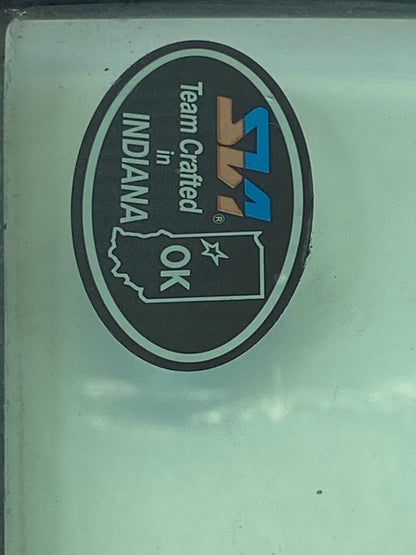 SIA®
Team Crafted
in
INDIANA
OK